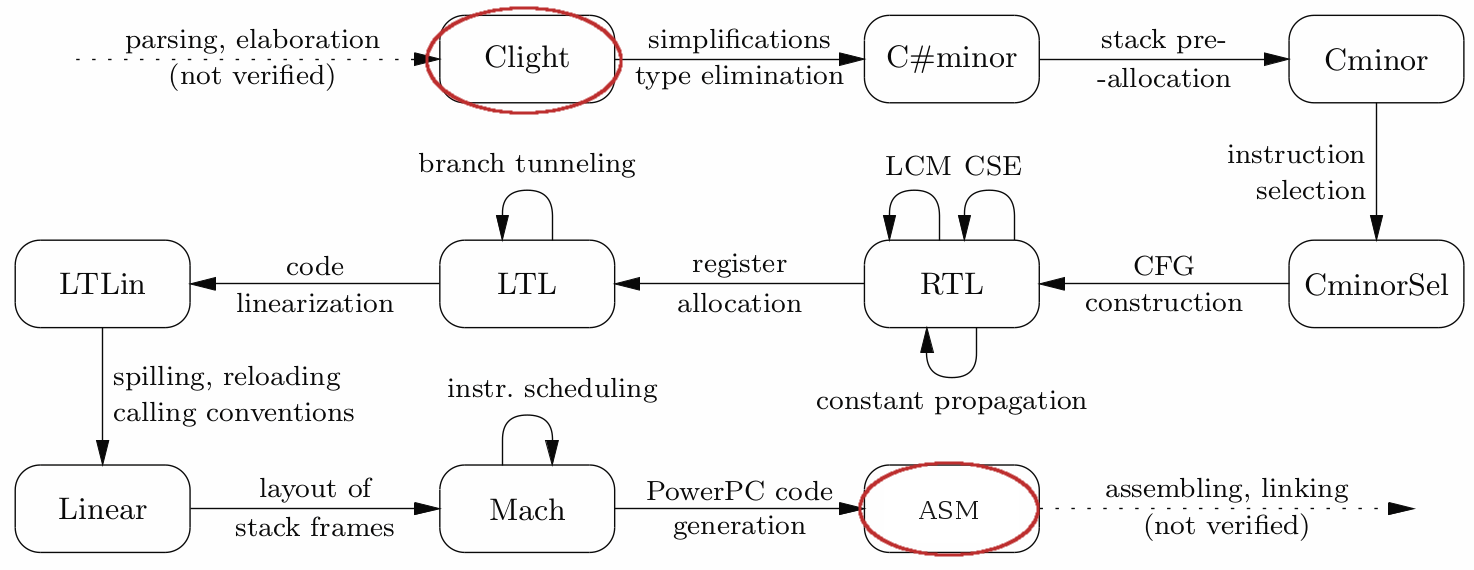 parsing, elaboration
(not verified)
Clight
simplifications
type elimination
C#minor
stack pre-
-allocation
Cminor
instruction
selection
branch tunneling
LCM
CSE
LTLin
code
linearization
LTL
register
allocation
RTL
CFG
construction
CminorSel
constant propagation
spilling, reloading
calling conventions
instr. scheduling
Linear
layout of
stack frames
Mach
PowerPC code
generation
ASM
assembling, linking
(not verified)